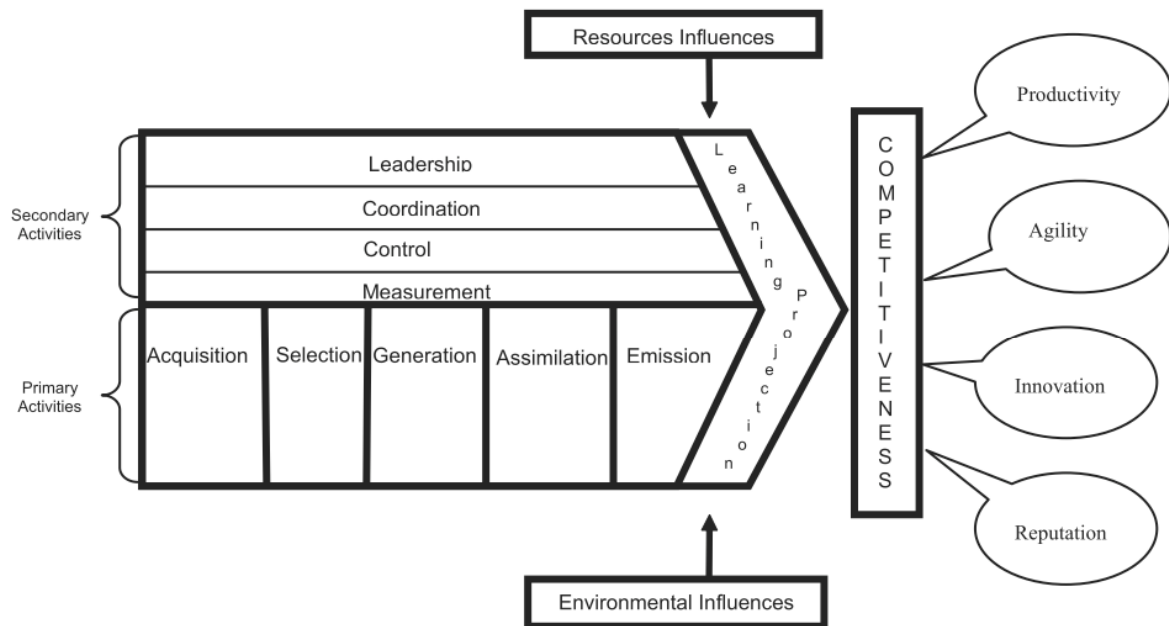 Resources Influences
Secondary
Activities
Leadership
Coordination
Control
Measurement
Primary
Activities
Acquisition
Selection
Generation
Assimilation
Emission
Learning
Projection
COMPETITIVENESS
Productivity
Agility
Innovation
Reputation
Environmental Influences